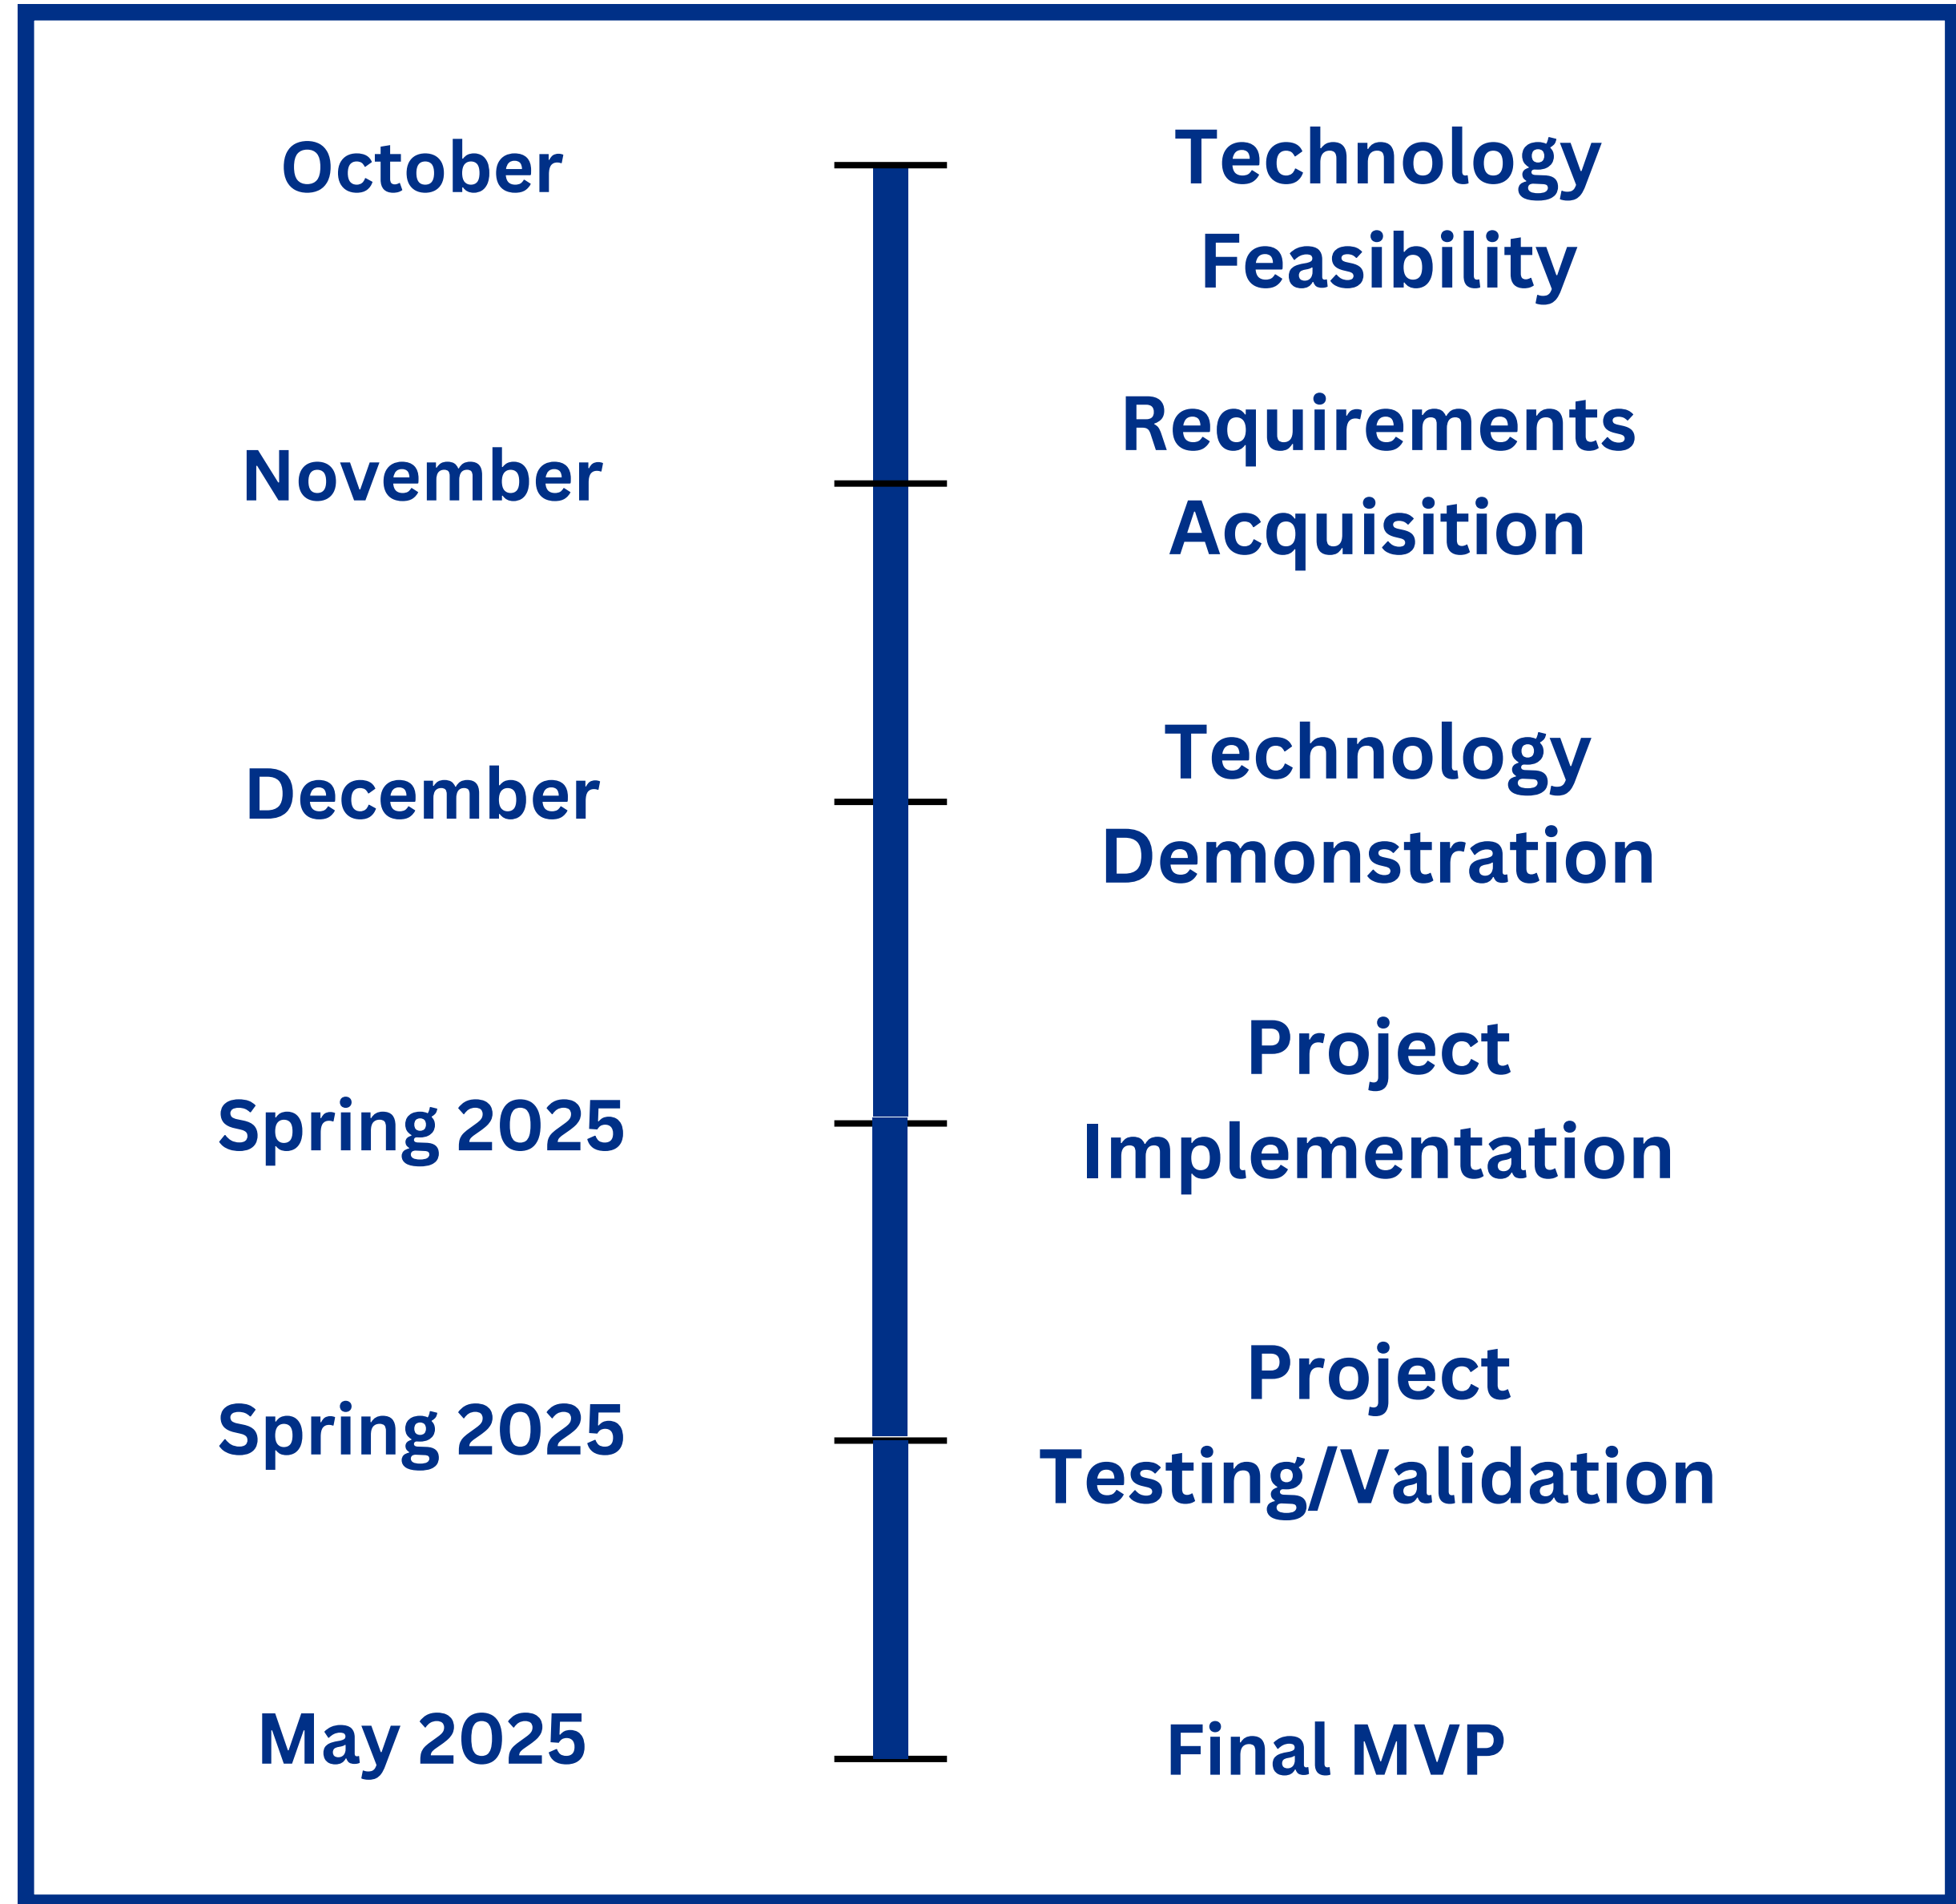 October
Technology
Feasibility
November
Requirements
Acquisition
December
Technology
Demonstration
Spring 2025
Project
Implementation
Spring 2025
Project
Testing/Validation
May 2025
Final MVP